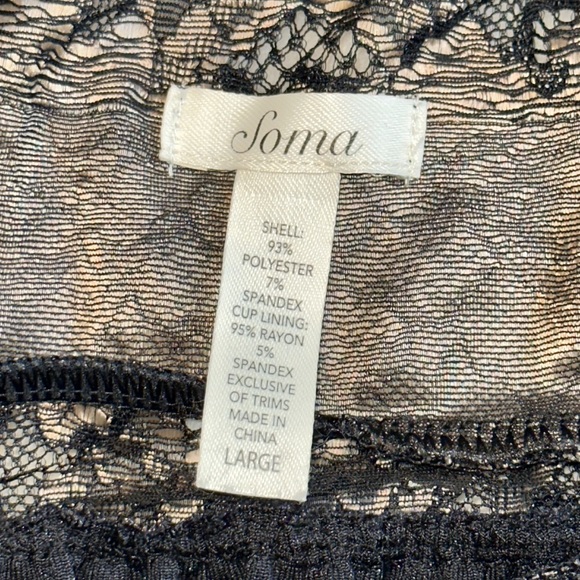 Soma
SHELL:
93%
POLYESTER
7%
SPANDEX
CUP LINING:
95% RAYON
5%
SPANDEX
EXCLUSIVE
OF TRIMS
MADE IN
CHINA
LARGE